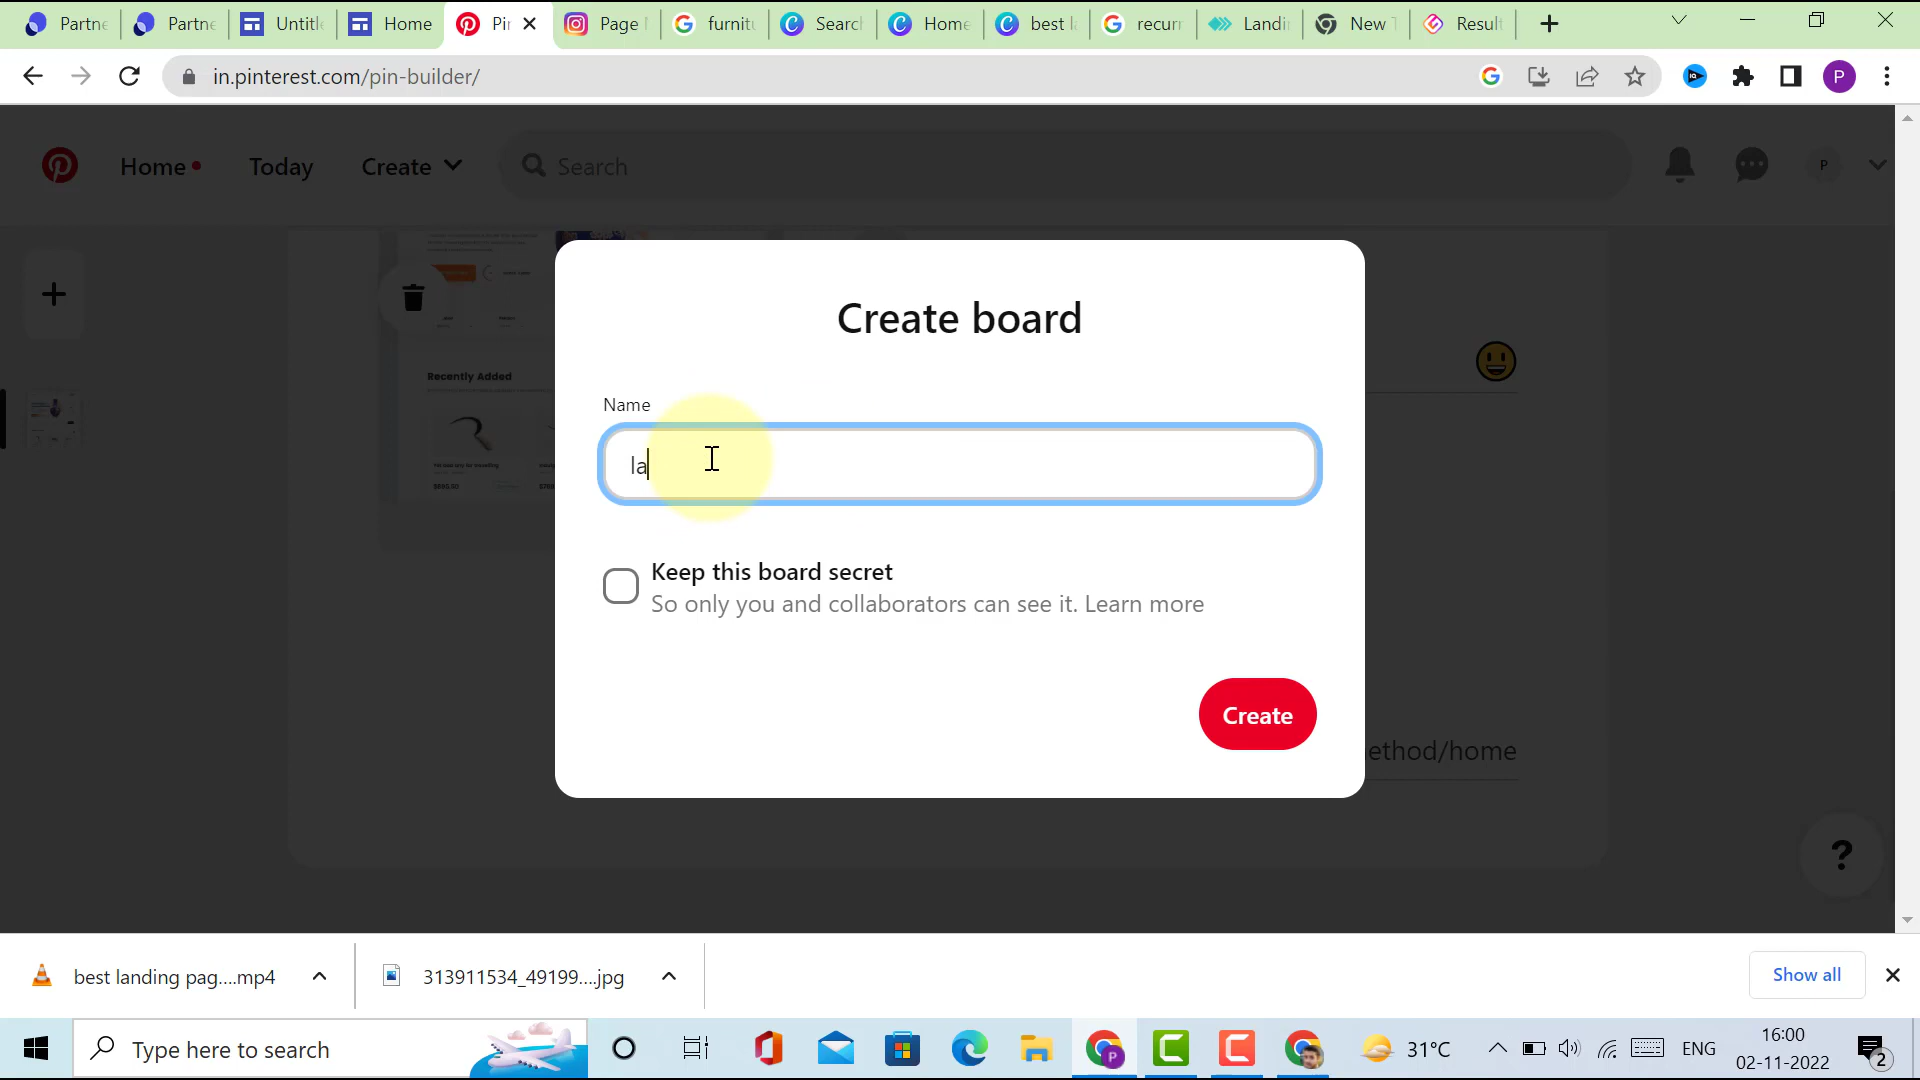 Partne
Partne
Untitle
Home
Pi
Page
furnitu
Search
Home
best l
recurr
Landi
New T
Result
in.pinterest.com/pin-builder/
P
Home
Today
Create
Search
P
Create board
Name
la
Keep this board secret
So only you and collaborators can see it. Learn more
Create
Recently Added
ethod/home
?
best landing pag....mp4
313911534_49199....jpg
Show all
Type here to search
31°C
ENG
16:00
02-11-2022
2